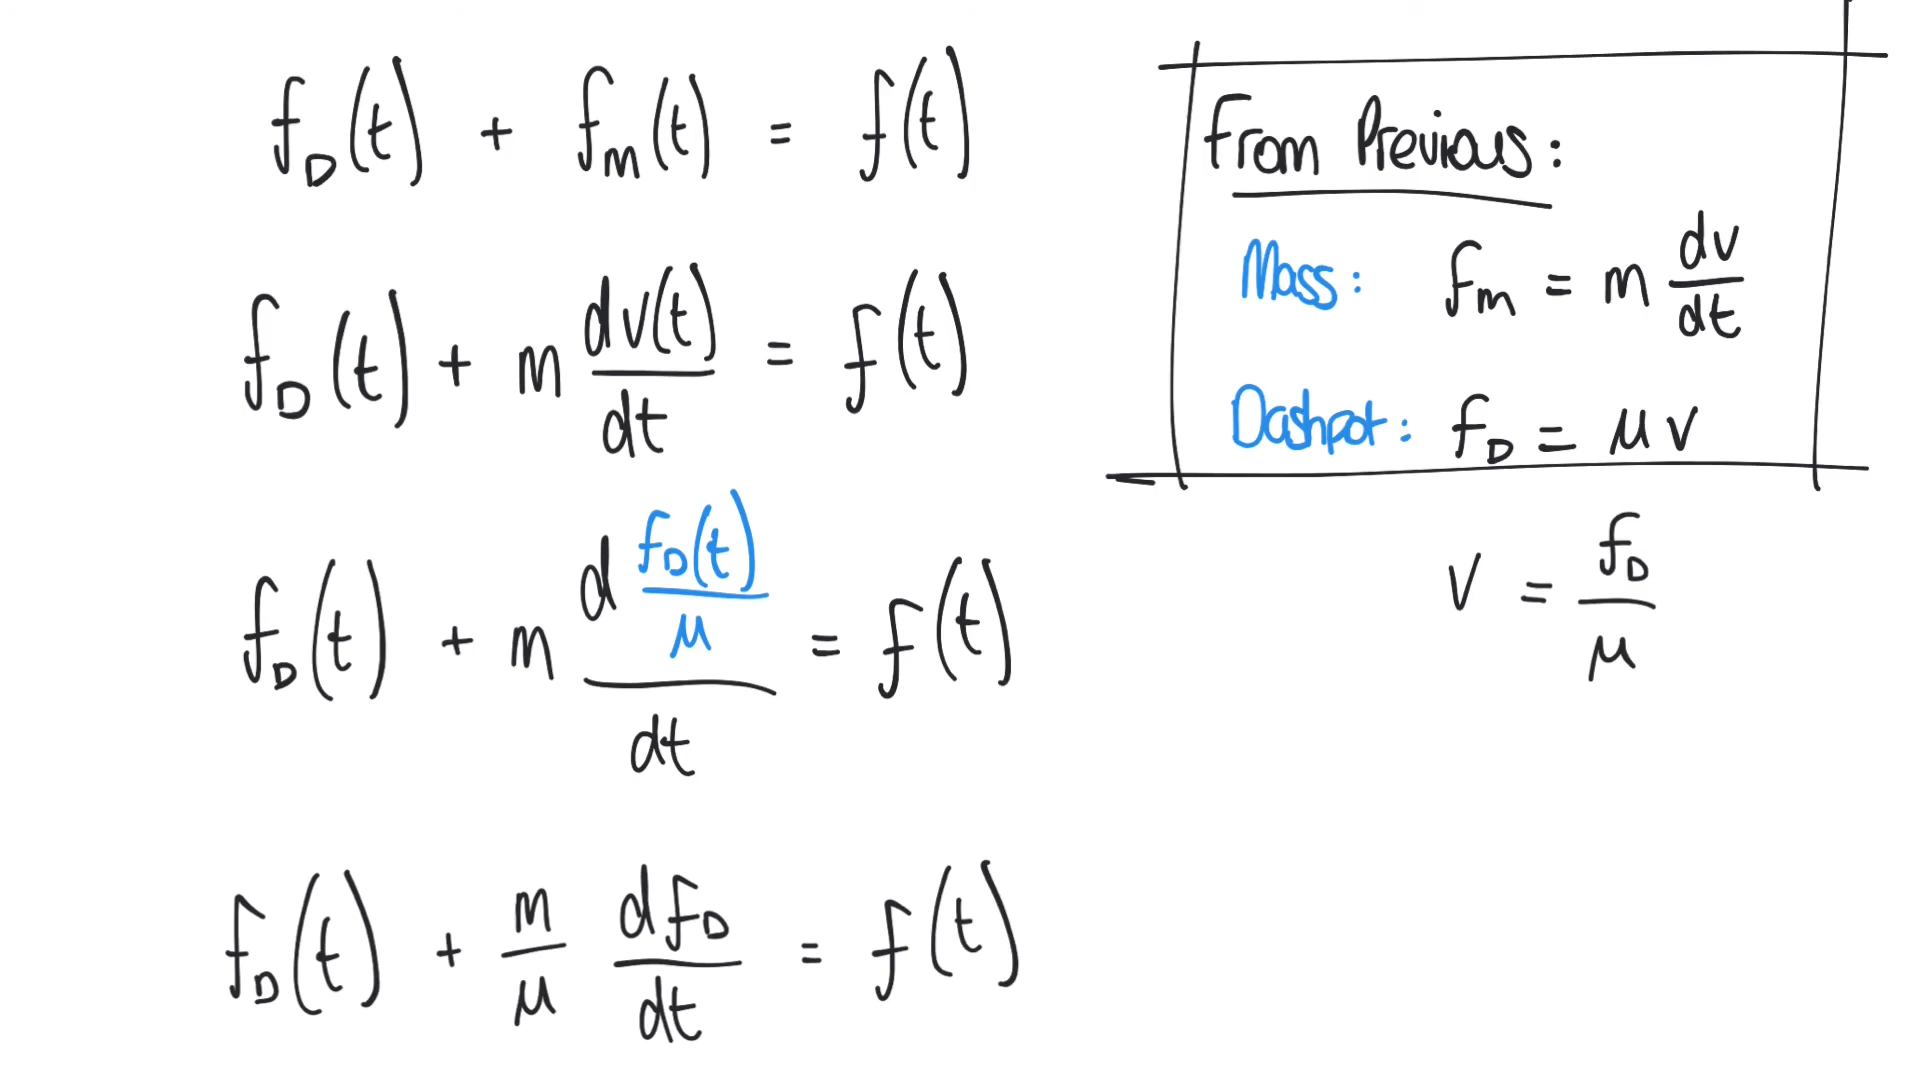 f_D(t) + f_m(t) = f(t)
f_D(t) + m dv(t)/dt = f(t)
f_D(t) + m d (f_D(t)/μ)/dt = f(t)
f_D(t) + m/μ df_D/dt = f(t)
From Previous:
Mass: f_m = m dv/dt
Dashpot: f_D = μv
v = f_D/μ